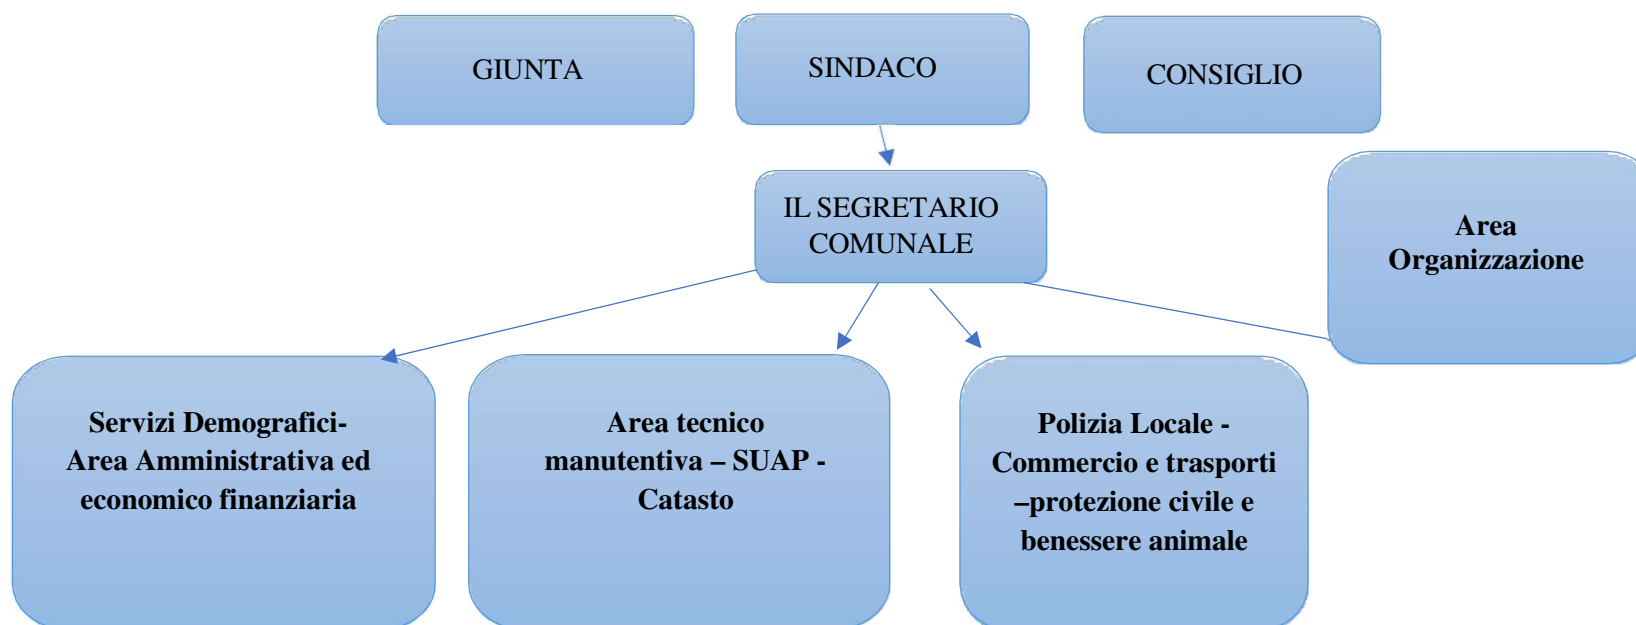 GIUNTA
SINDACO
CONSIGLIO
IL SEGRETARIO
COMUNALE
Area
Organizzazione
Servizi Demografici-
Area Amministrativa ed
economico finanziaria
Area tecnico
manutentiva – SUAP -
Catasto
Polizia Locale -
Commercio e trasporti
–protezione civile e
benessere animale